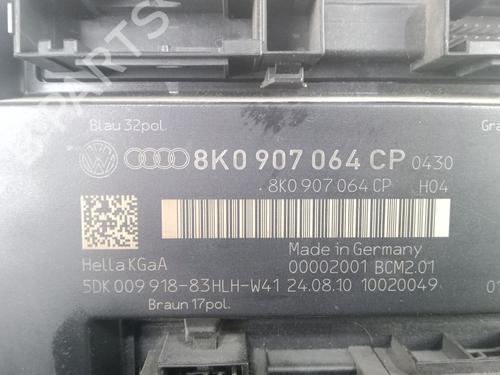 Blau 32pol.
8K0 907 064 CP 0430
8K0 907 064 CP H04
Made in Germany
Hella KGaA 00002001 BCM2.01
5DK 009 918-83HLH-W41 24.08.10 10020049
Braun 17pol.